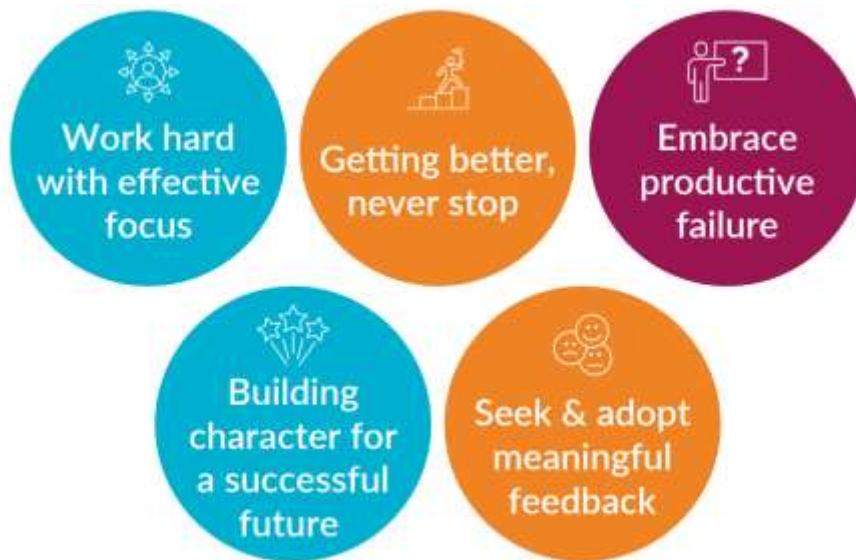 Work hard
with effective
focus
Getting better,
never stop
?
Embrace
productive
failure
Building
character for
a successful
future
Seek & adopt
meaningful
feedback